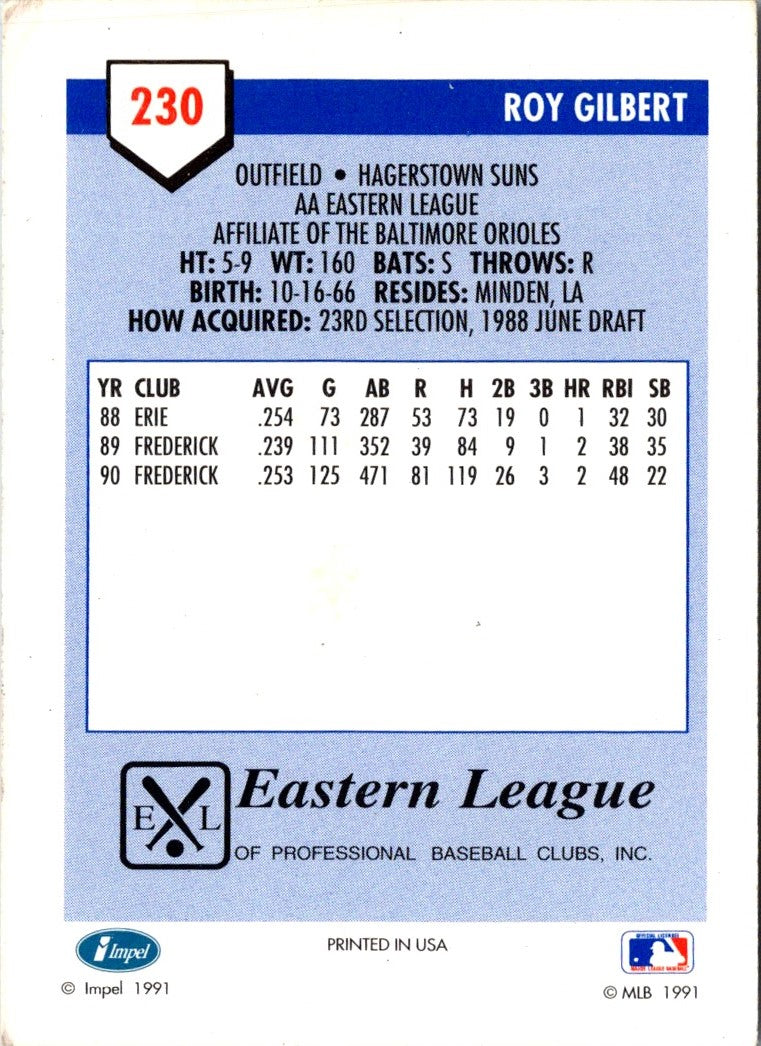 230
ROY GILBERT
OUTFIELD • HAGERSTOWN SUNS
AA EASTERN LEAGUE
AFFILIATE OF THE BALTIMORE ORIOLES
HT: 5-9 WT: 160 BATS: S THROWS: R
BIRTH: 10-16-66 RESIDES: MINDEN, LA
HOW ACQUIRED: 23RD SELECTION, 1988 JUNE DRAFT
YR CLUB AVG G AB R H 2B 3B HR RBI SB
88 ERIE .254 73 287 53 73 19 0 1 32 30
89 FREDERICK .239 111 352 39 84 9 1 2 38 35
90 FREDERICK .253 125 471 81 119 26 3 2 48 22
E L
Eastern League
OF PROFESSIONAL BASEBALL CLUBS, INC.
Impel
© Impel 1991
PRINTED IN USA
OFFICIAL LICENSEE
MAJOR LEAGUE BASEBALL
© MLB 1991